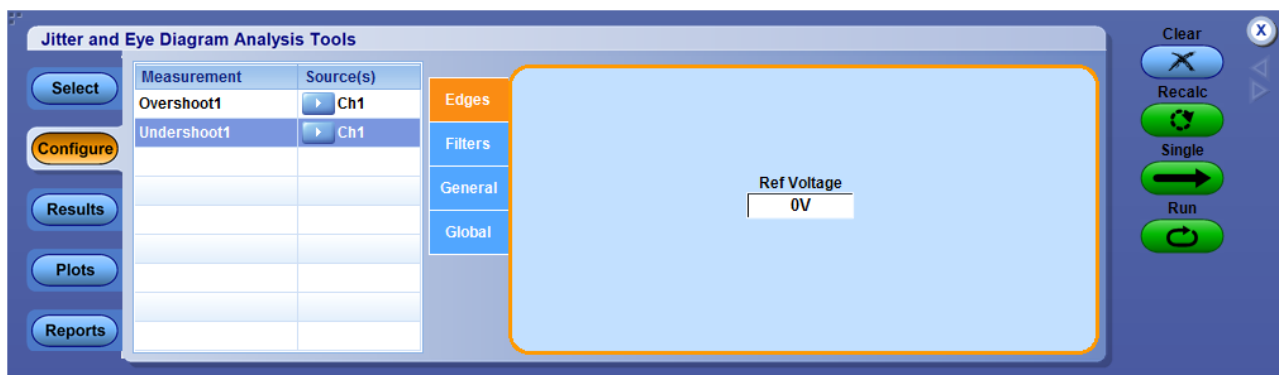 Jitter and Eye Diagram Analysis Tools
Select
Configure
Results
Plots
Reports
Measurement Source(s)
Overshoot1 Ch1
Undershoot1 Ch1
Edges
Filters
General
Global
Ref Voltage
0V
Clear
X
Recalc
Single
Run